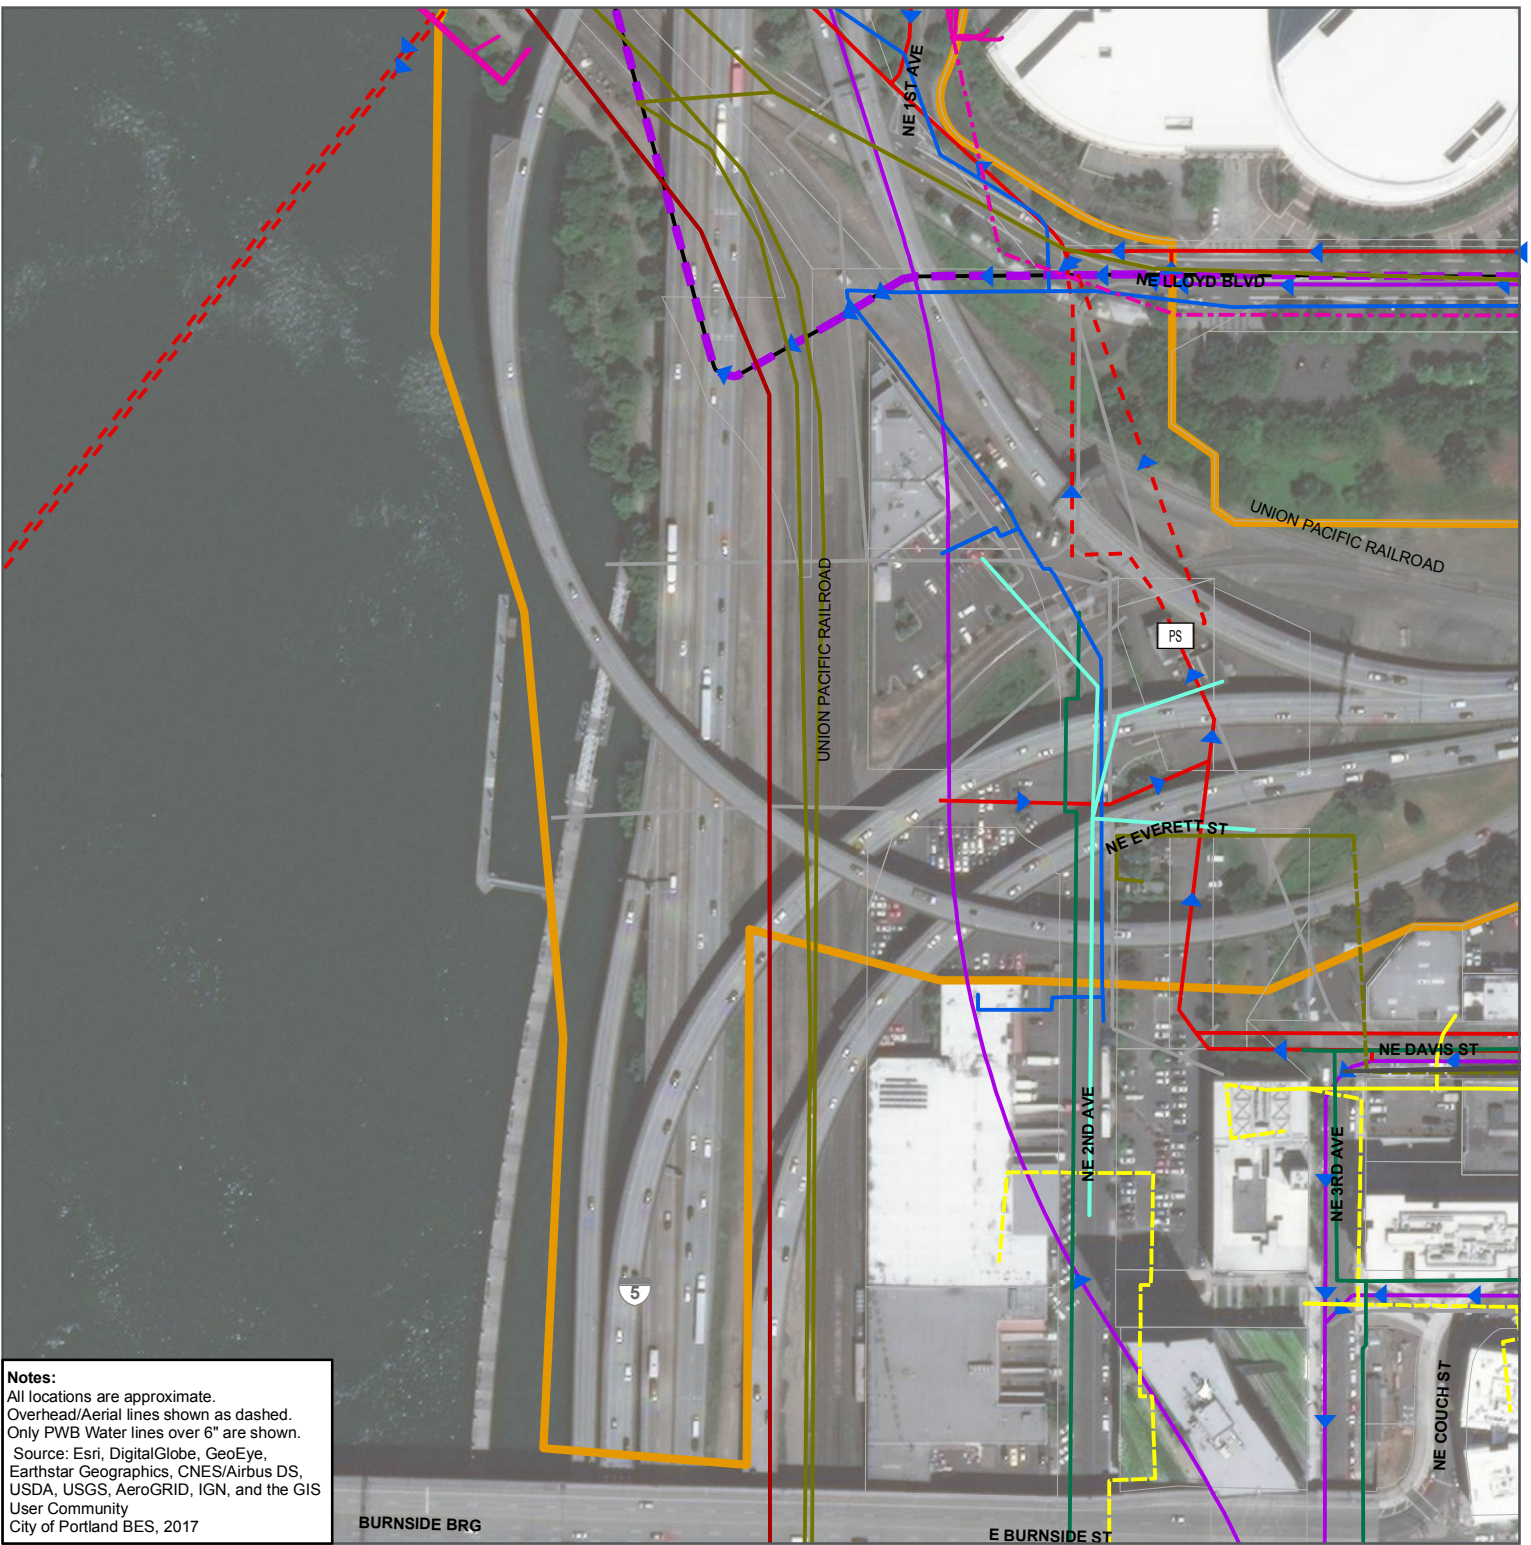 NE 1ST AVE
NE LLOYD BLVD
UNION PACIFIC RAILROAD
UNION PACIFIC RAILROAD
PS
NE EVERETT ST
NE DAVIS ST
NE 2ND AVE
NE 3RD AVE
5
NE COUCH ST
Notes:
All locations are approximate.
Overhead/Aerial lines shown as dashed.
Only PWB Water lines over 6" are shown.
Source: Esri, DigitalGlobe, GeoEye,
Earthstar Geographics, CNES/Airbus DS,
USDA, USGS, AeroGRID, IGN, and the GIS
User Community
City of Portland BES, 2017
BURNSIDE BRG
E BURNSIDE ST